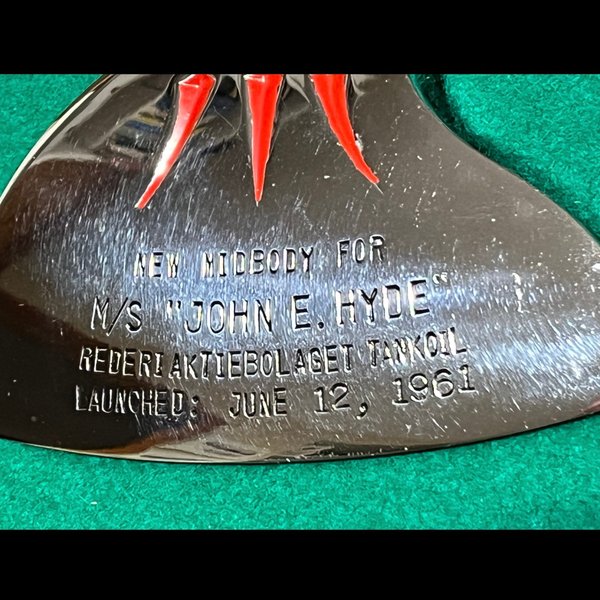 NEW MIDBODY FOR
M/S "JOHN E. HYDE"
REDERIAKTIEBOLAGET TANKOIL
LAUNCHED: JUNE 12, 1961